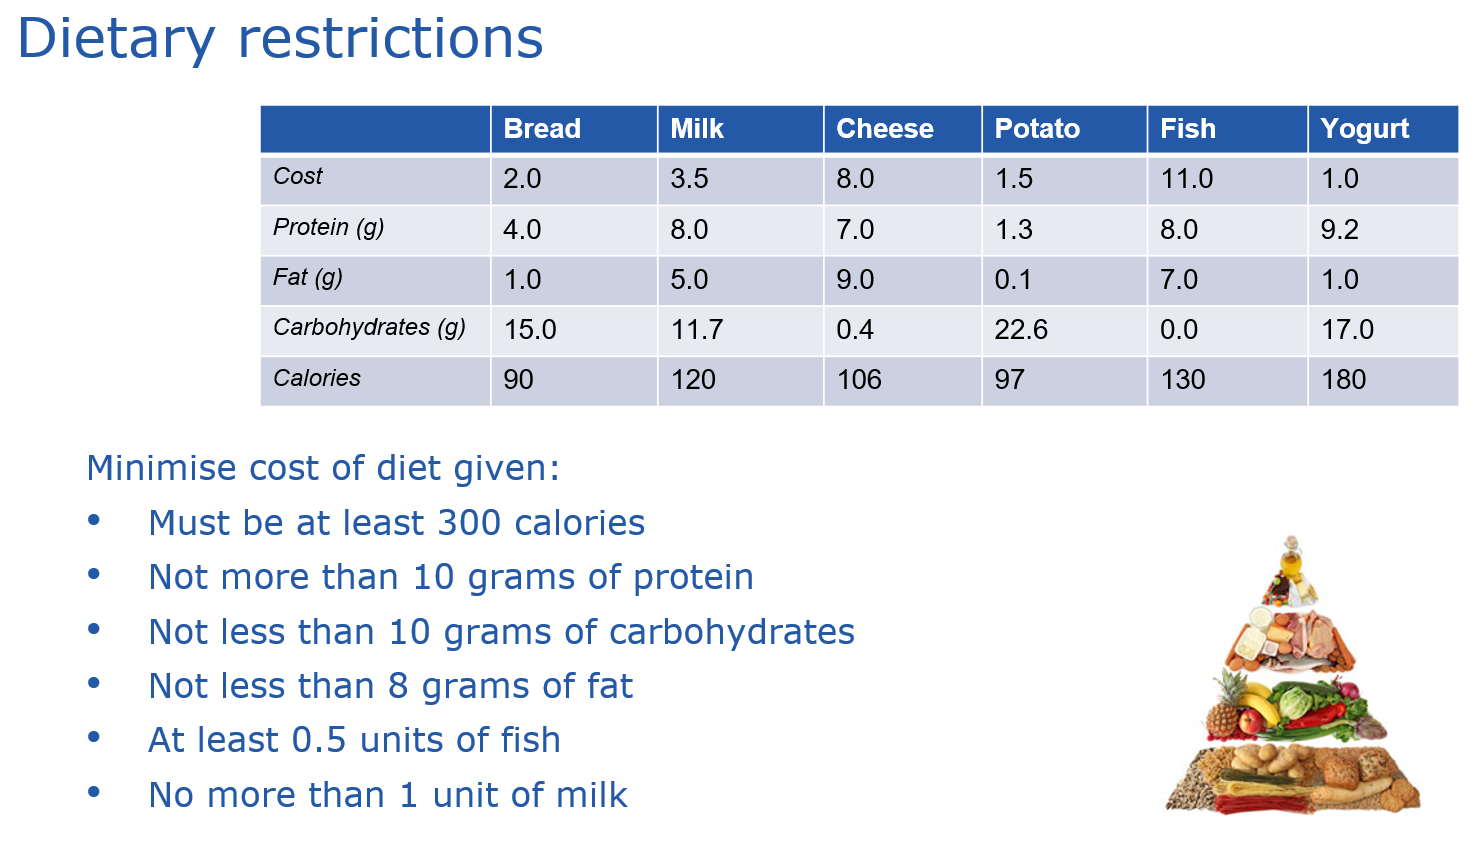 Dietary restrictions
Bread Milk Cheese Potato Fish Yogurt
Cost 2.0 3.5 8.0 1.5 11.0 1.0
Protein (g) 4.0 8.0 7.0 1.3 8.0 9.2
Fat (g) 1.0 5.0 9.0 0.1 7.0 1.0
Carbohydrates (g) 15.0 11.7 0.4 22.6 0.0 17.0
Calories 90 120 106 97 130 180
Minimise cost of diet given:
• Must be at least 300 calories
• Not more than 10 grams of protein
• Not less than 10 grams of carbohydrates
• Not less than 8 grams of fat
• At least 0.5 units of fish
• No more than 1 unit of milk